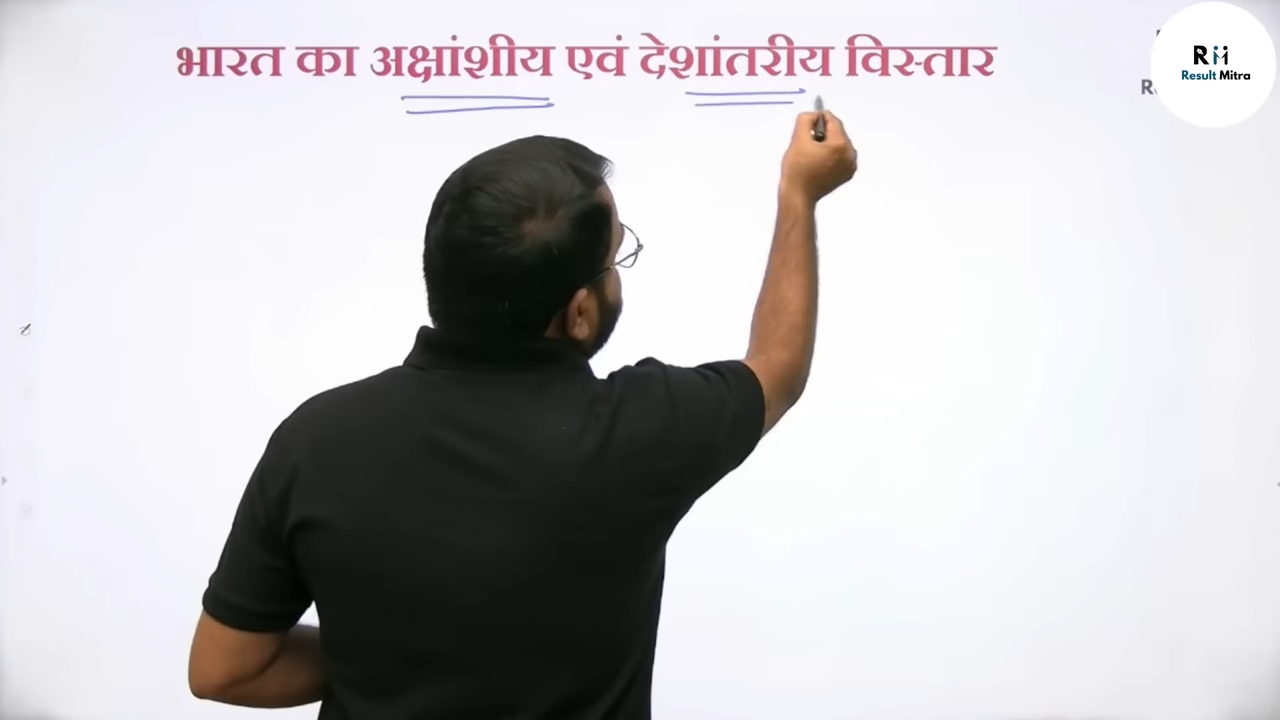 भारत का अक्षांशीय एवं देशांतरीय विस्तार
RM
Result Mitra